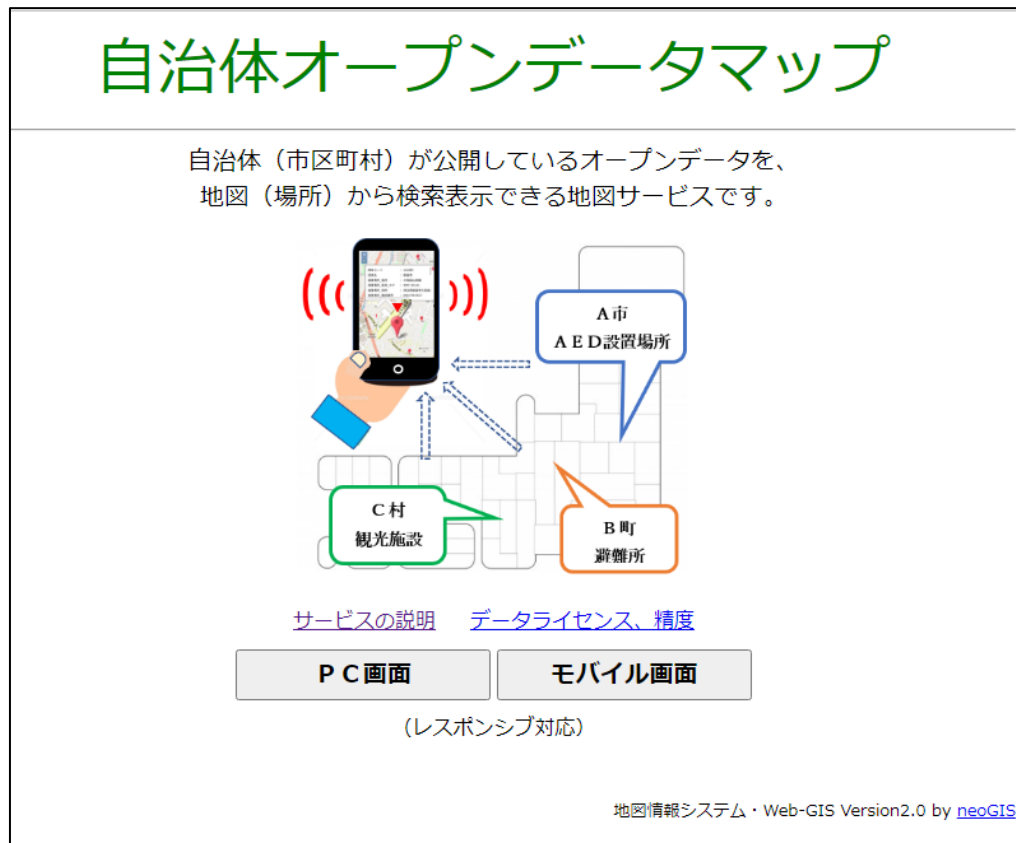 自治体オープンデータマップ
自治体（市区町村）が公開しているオープンデータを、
地図（場所）から検索表示できる地図サービスです。
A市
ＡＥＤ設置場所
C村
観光施設
B町
避難所
サービスの説明 データライセンス、精度
ＰＣ画面 モバイル画面
（レスポンシブ対応）
地図情報システム・Web-GIS Version2.0 by neoGIS